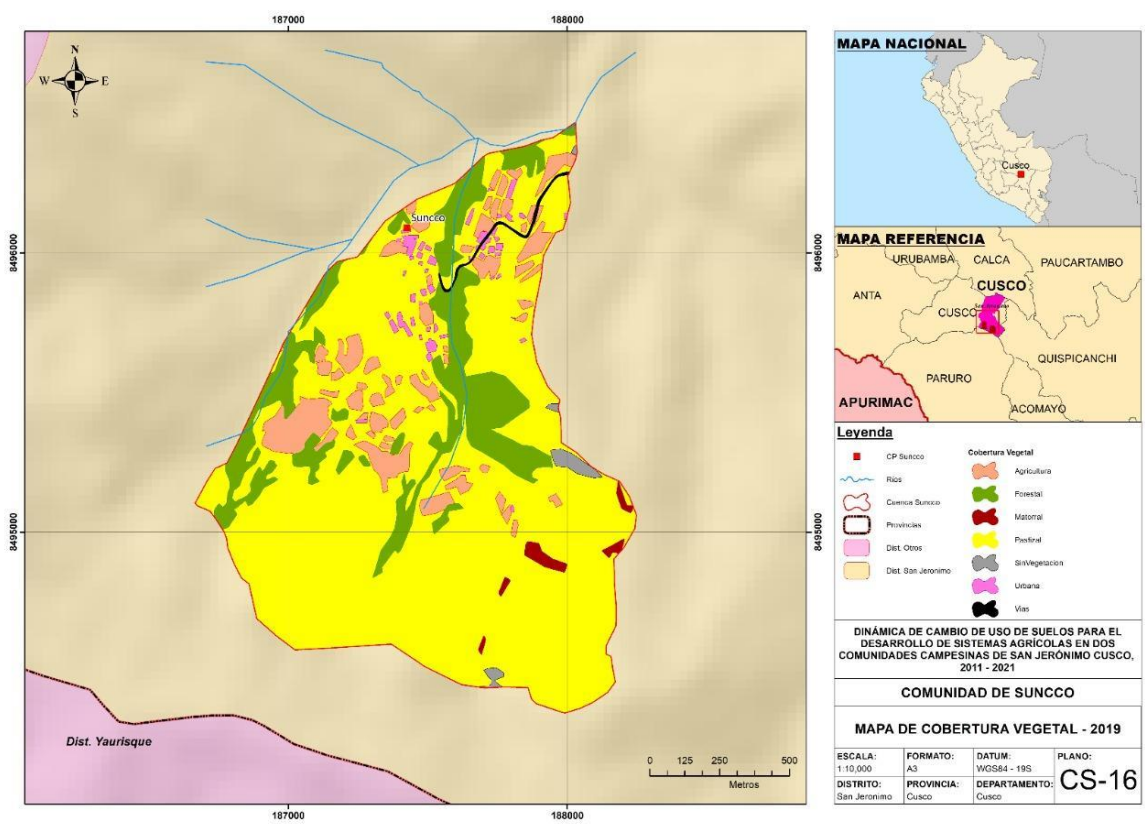 187000
188000
N
W
E
S
8496000
8496000
8495000
8495000
Suncco
Dist. Yaurisque
0 125 250 500
Metros
187000
188000
MAPA NACIONAL
Cusco
MAPA REFERENCIA
URUBAMBA
CALCA
PAUCARTAMBO
CUSCO
ANTA
CUSCO
QUISPICANCHI
PARURO
APURIMAC
ACOMAYO
Leyenda
CP Suncco
Rios
Cuenca Suncco
Provincias
Dist. Otros
Dist. San Jeronimo
Cobertura Vegetal
Agricultura
Forestal
Matorral
Pastizal
SinVegetacion
Urbana
Vias
DINÁMICA DE CAMBIO DE USO DE SUELOS PARA EL
DESARROLLO DE SISTEMAS AGRÍCOLAS EN DOS
COMUNIDADES CAMPESINAS DE SAN JERÓNIMO CUSCO,
2011 - 2021
COMUNIDAD DE SUNCCO
MAPA DE COBERTURA VEGETAL - 2019
ESCALA:
1:10,000
FORMATO:
A3
DATUM:
WGS84 - 19S
PLANO:
CS-16
DISTRITO:
San Jeronimo
PROVINCIA:
Cusco
DEPARTAMENTO:
Cusco